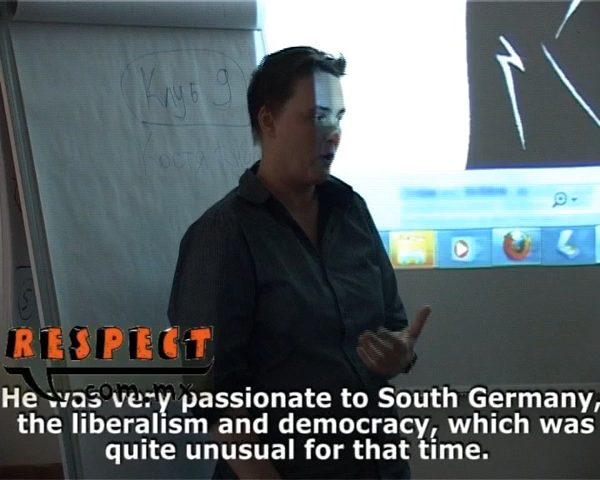 Клуб 9
RESPECT
com.mx
He was very passionate to South Germany,
the liberalism and democracy, which was
quite unusual for that time.